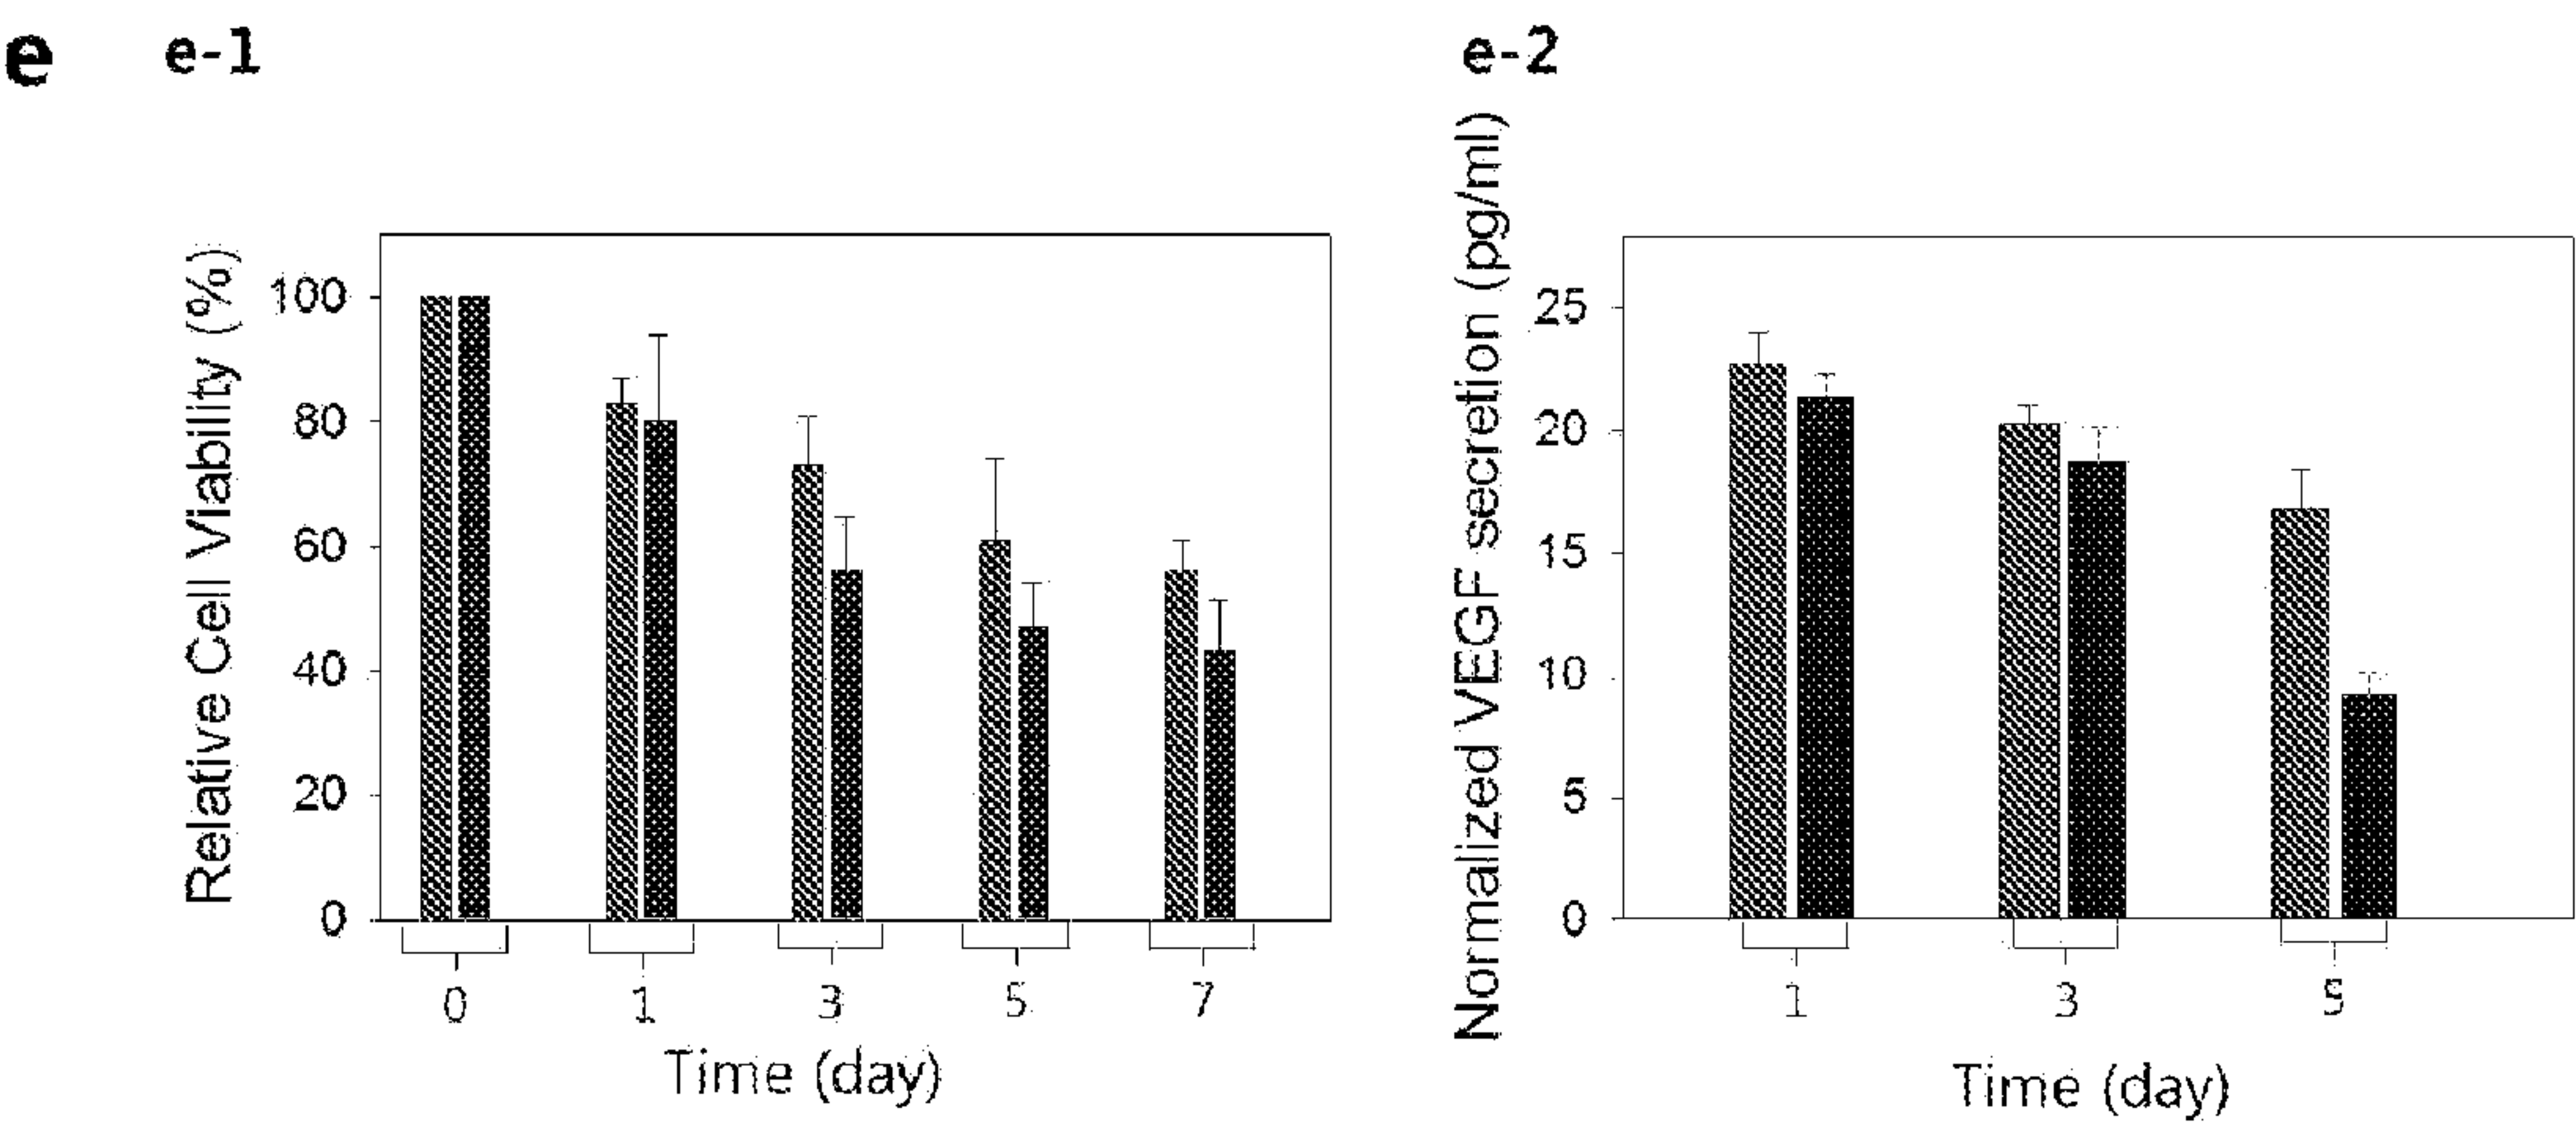 e
e-1
Relative Cell Viability (%)
100
80
60
40
20
0
0 1 3 5 7
Time (day)
e-2
Normalized VEGF secretion (pg/ml)
25
20
15
10
5
0
1 3 5
Time (day)